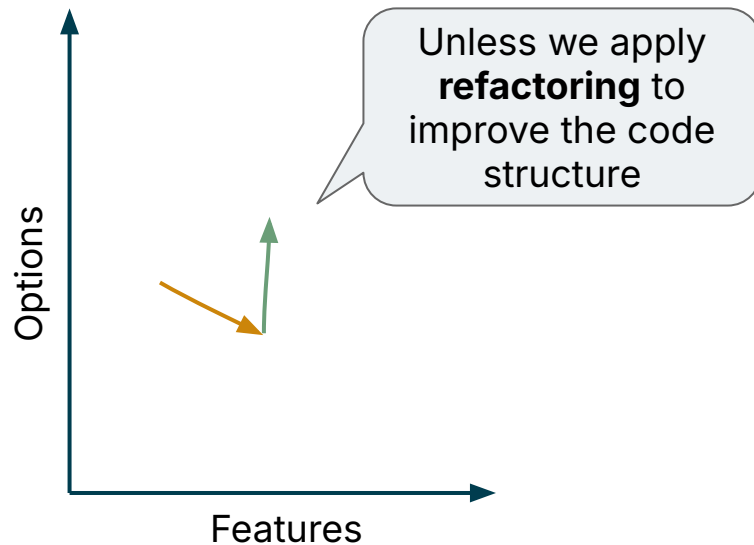 Unless we apply
refactoring to
improve the code
structure
Options
Features